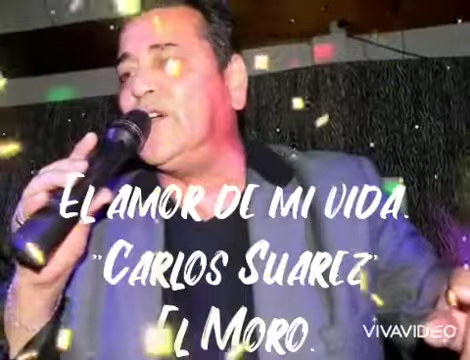 El amor de mi vida.
"Carlos Suarez"
El Moro.
VIVAVIDEO